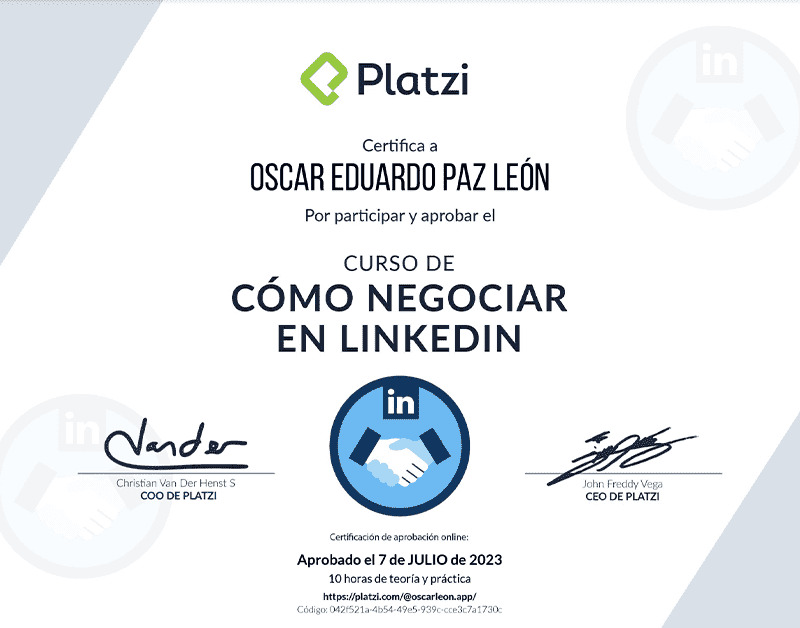 in
Platzi
Certifica a
OSCAR EDUARDO PAZ LEÓN
Por participar y aprobar el
CURSO DE
CÓMO NEGOCIAR
EN LINKEDIN
in
in
Vander
Christian Van Der Henst S
COO DE PLATZI
John Freddy Vega
CEO DE PLATZI
Certificación de aprobación online:
Aprobado el 7 de JULIO de 2023
10 horas de teoría y práctica
https://platzi.com/@oscarleon.app/
Código: 042f521a-4b54-49e5-939c-cce3c7a1730c